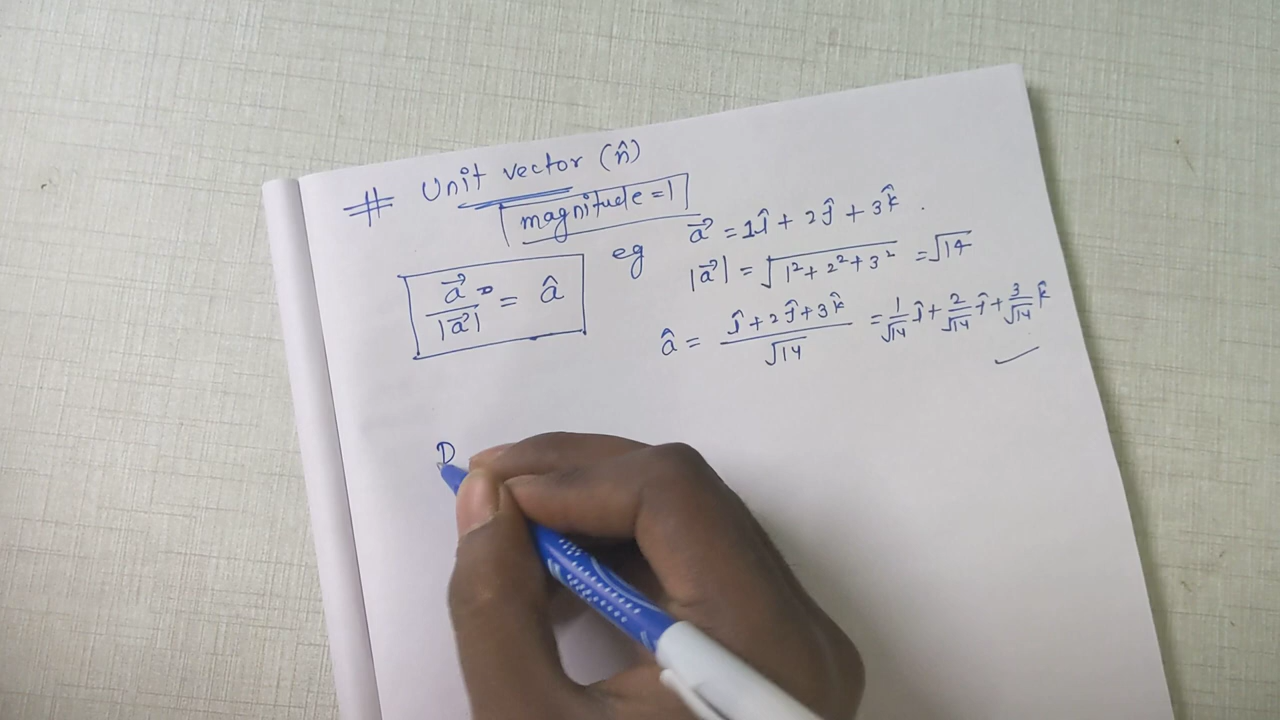 # Unit vector (n̂)
magnitude = 1
a⃗ / |a⃗| = â
eg a⃗ = 1î + 2ĵ + 3k̂ .
|a⃗| = √(1² + 2² + 3²) = √14
â = (î + 2ĵ + 3k̂) / √14 = 1/√14 î + 2/√14 ĵ + 3/√14 k̂
D